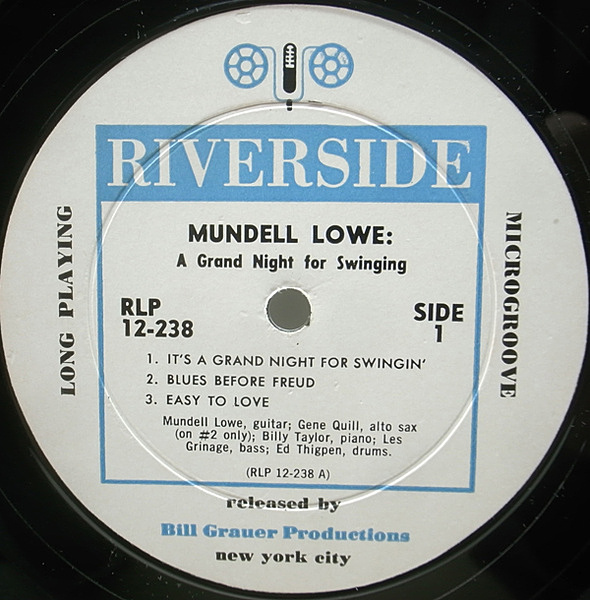 RIVERSIDE
LONG PLAYING
MICROGROOVE
MUNDELL LOWE:
A Grand Night for Swinging
RLP
12-238
SIDE
1
1. IT'S A GRAND NIGHT FOR SWINGIN'
2. BLUES BEFORE FREUD
3. EASY TO LOVE
Mundell Lowe, guitar; Gene Quill, alto sax
(on #2 only); Billy Taylor, piano; Les
Grinage, bass; Ed Thigpen, drums.
(RLP 12-238 A)
released by
Bill Grauer Productions
new york city